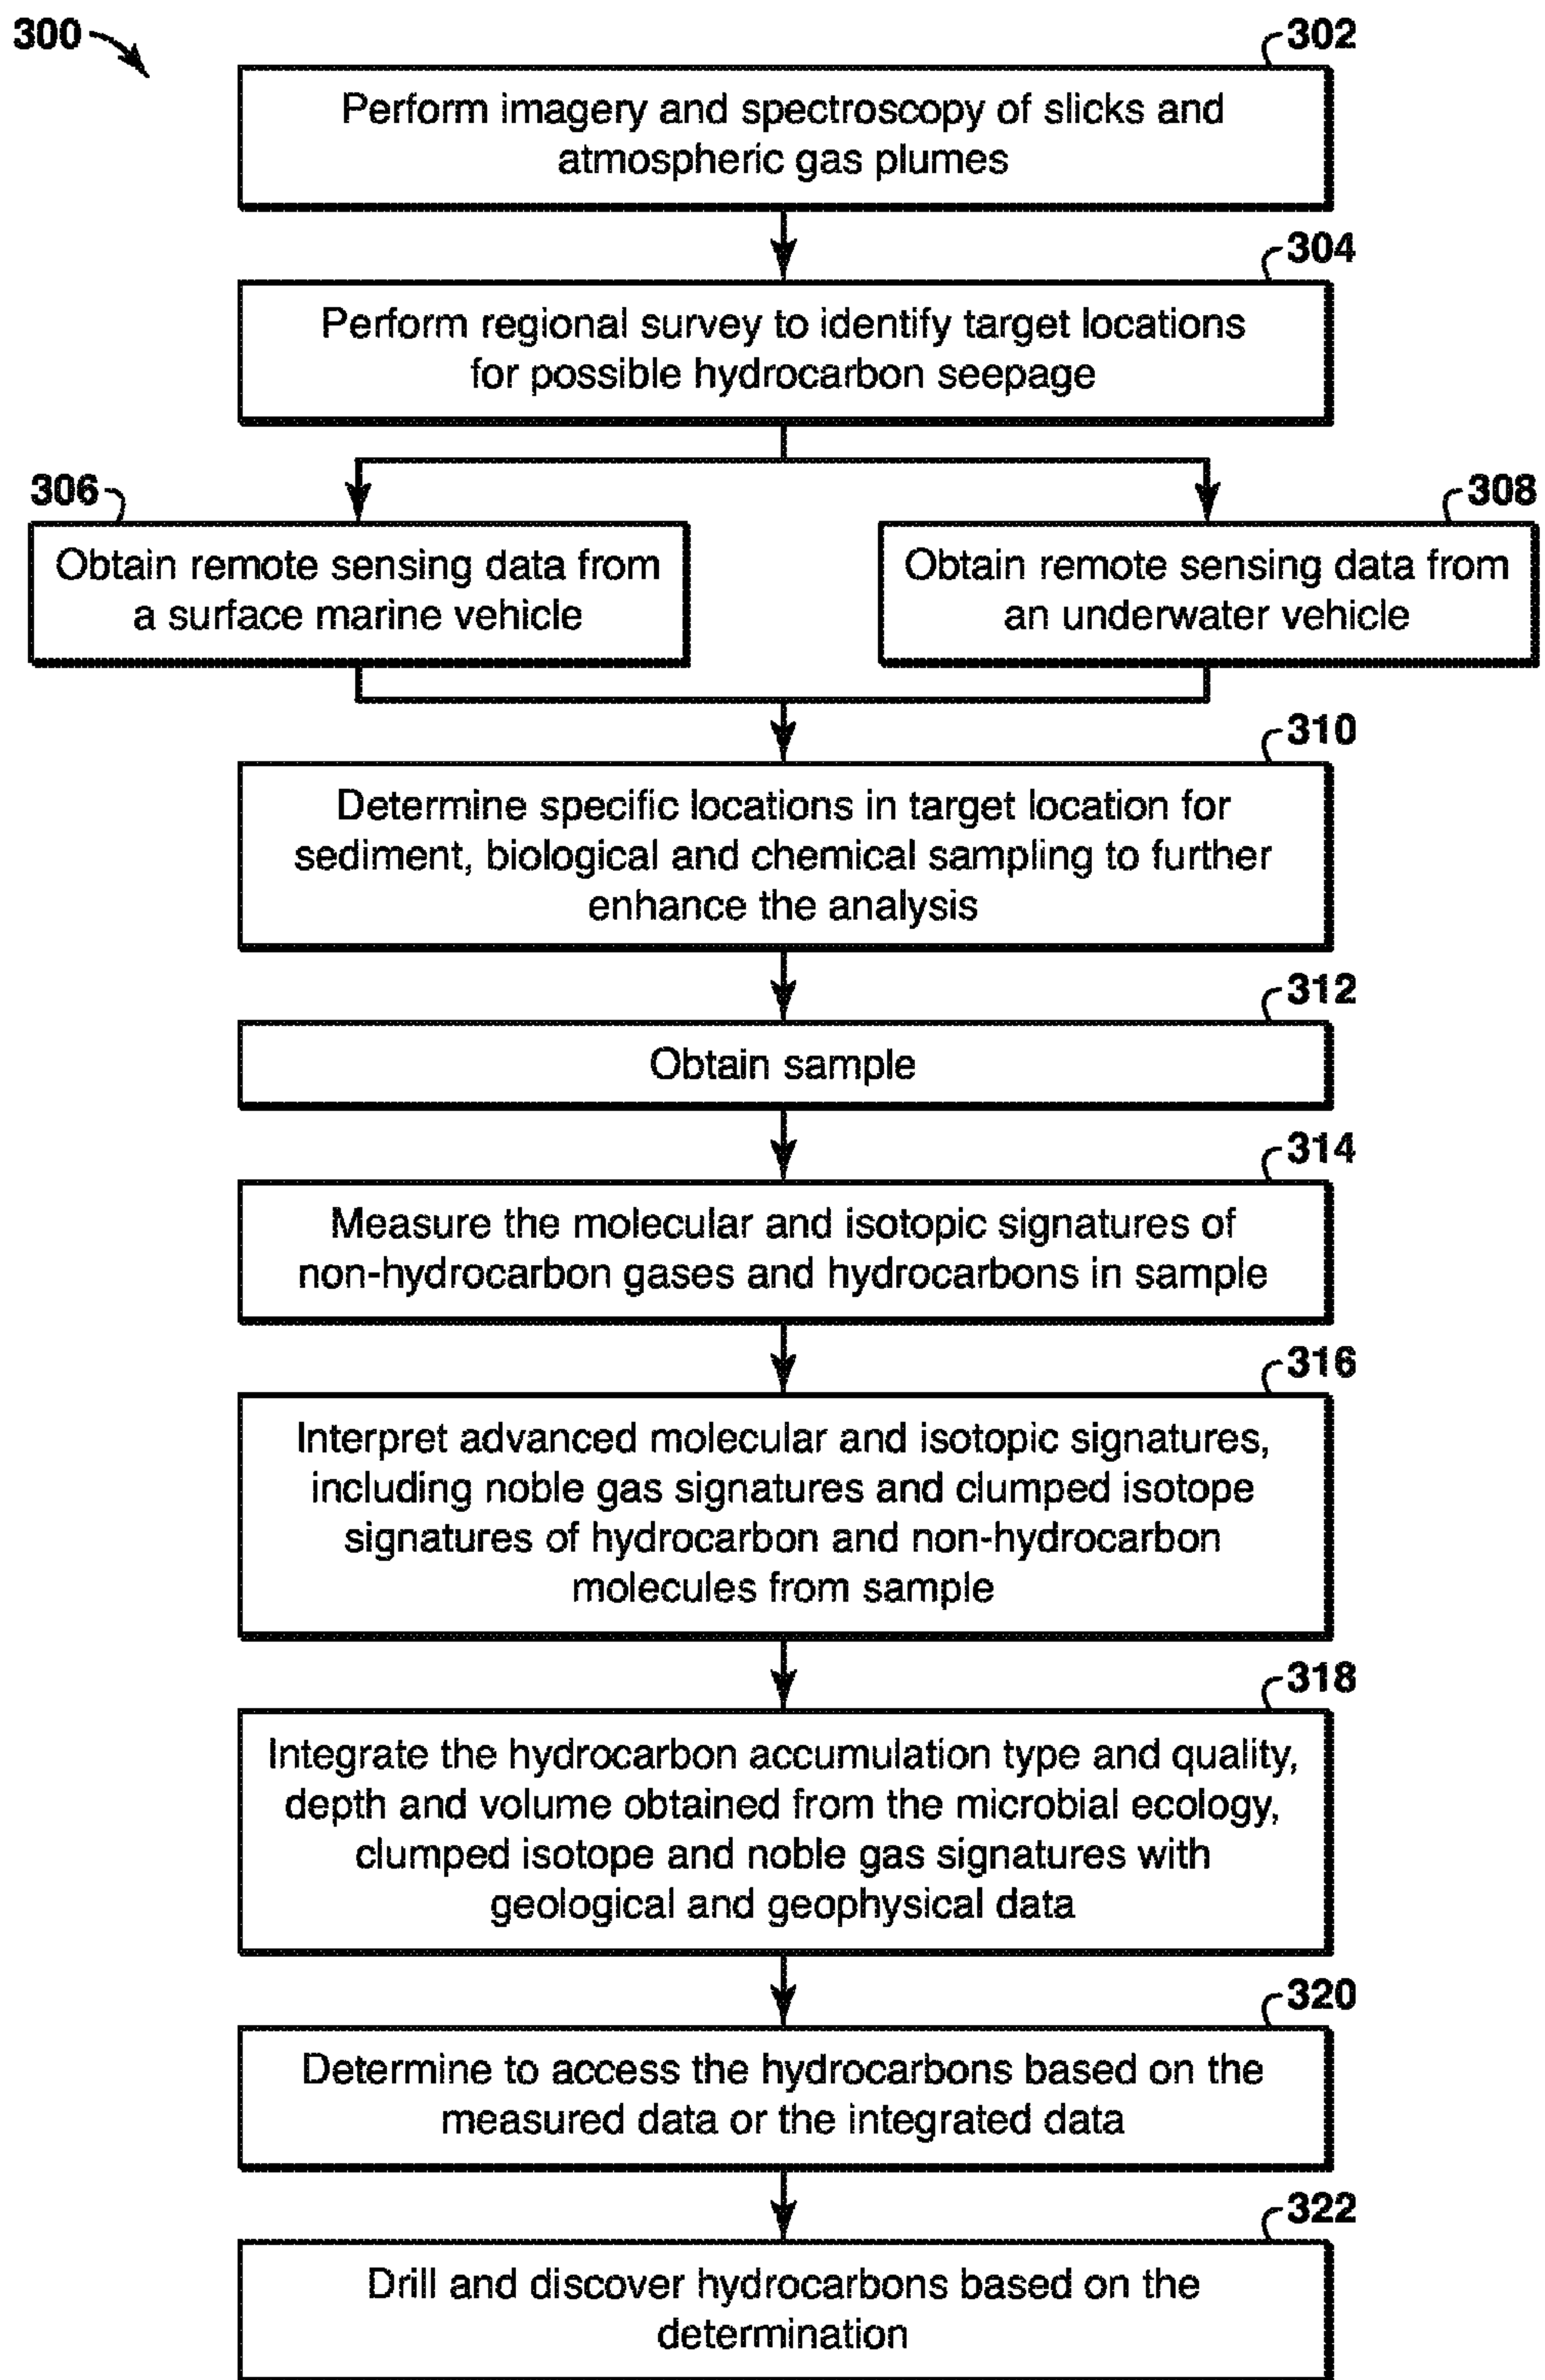 300
302
Perform imagery and spectroscopy of slicks and
atmospheric gas plumes
304
Perform regional survey to identify target locations
for possible hydrocarbon seepage
306
Obtain remote sensing data from
a surface marine vehicle
308
Obtain remote sensing data from
an underwater vehicle
310
Determine specific locations in target location for
sediment, biological and chemical sampling to further
enhance the analysis
312
Obtain sample
314
Measure the molecular and isotopic signatures of
non-hydrocarbon gases and hydrocarbons in sample
316
Interpret advanced molecular and isotopic signatures,
including noble gas signatures and clumped isotope
signatures of hydrocarbon and non-hydrocarbon
molecules from sample
318
Integrate the hydrocarbon accumulation type and quality,
depth and volume obtained from the microbial ecology,
clumped isotope and noble gas signatures with
geological and geophysical data
320
Determine to access the hydrocarbons based on the
measured data or the integrated data
322
Drill and discover hydrocarbons based on the
determination